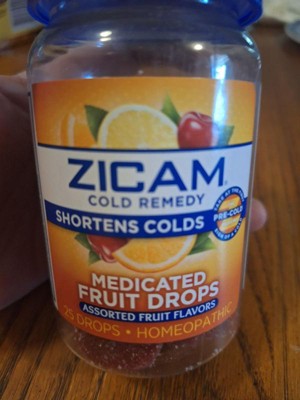 ZICAM
COLD REMEDY
SHORTENS COLDS
PRE-COLD
MEDICATED
FRUIT DROPS
ASSORTED FRUIT FLAVORS
25 DROPS • HOMEOPATHIC